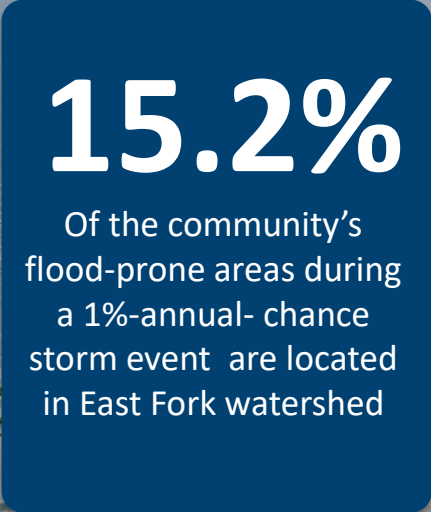 15.2%
Of the community’s
flood-prone areas during
a 1%-annual- chance
storm event  are located
in East Fork watershed